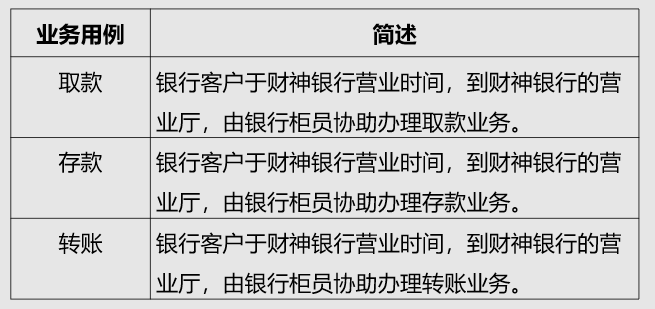 业务用例 简述
取款 银行客户于财神银行营业时间，到财神银行的营
业厅，由银行柜员协助办理取款业务。
存款 银行客户于财神银行营业时间，到财神银行的营
业厅，由银行柜员协助办理存款业务。
转账 银行客户于财神银行营业时间，到财神银行的营
业厅，由银行柜员协助办理转账业务。